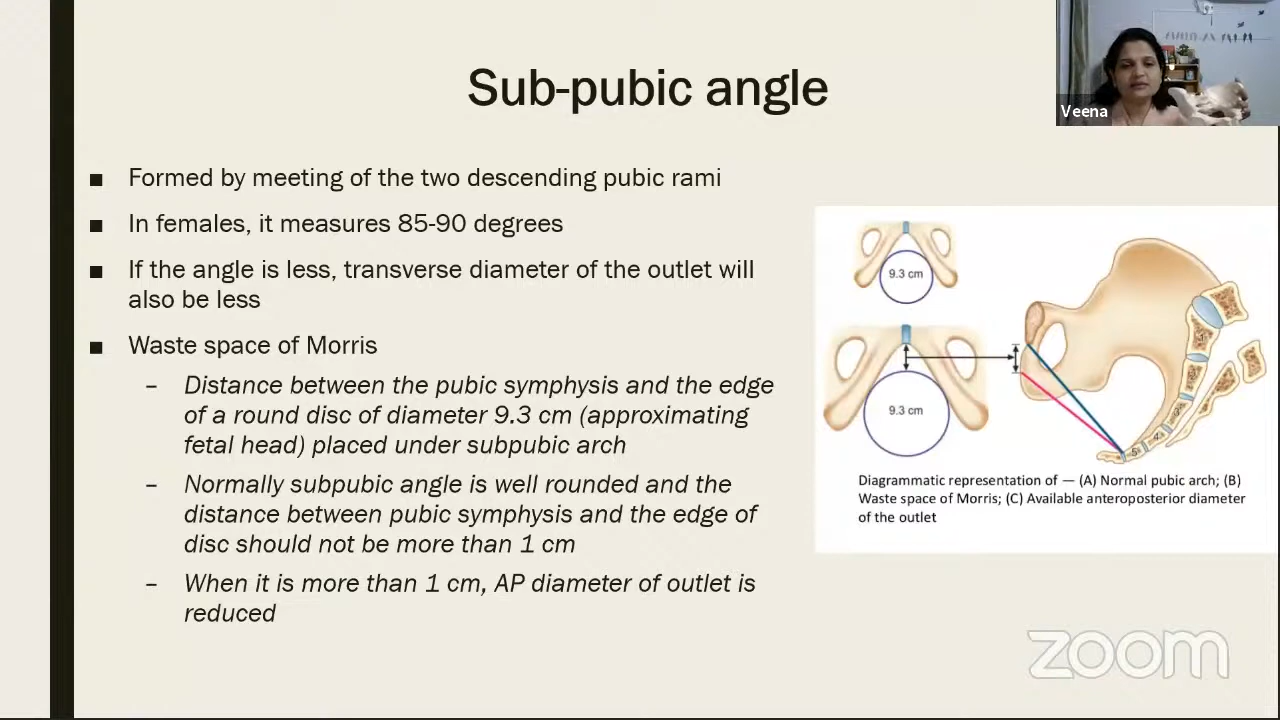 Sub-pubic angle
Veena
■ Formed by meeting of the two descending pubic rami
■ In females, it measures 85-90 degrees
■ If the angle is less, transverse diameter of the outlet will
also be less
■ Waste space of Morris
– Distance between the pubic symphysis and the edge
of a round disc of diameter 9.3 cm (approximating
fetal head) placed under subpubic arch
– Normally subpubic angle is well rounded and the
distance between pubic symphysis and the edge of
disc should not be more than 1 cm
– When it is more than 1 cm, AP diameter of outlet is
reduced
9.3 cm
9.3 cm
Diagrammatic representation of — (A) Normal pubic arch; (B)
Waste space of Morris; (C) Available anteroposterior diameter
of the outlet
zoom